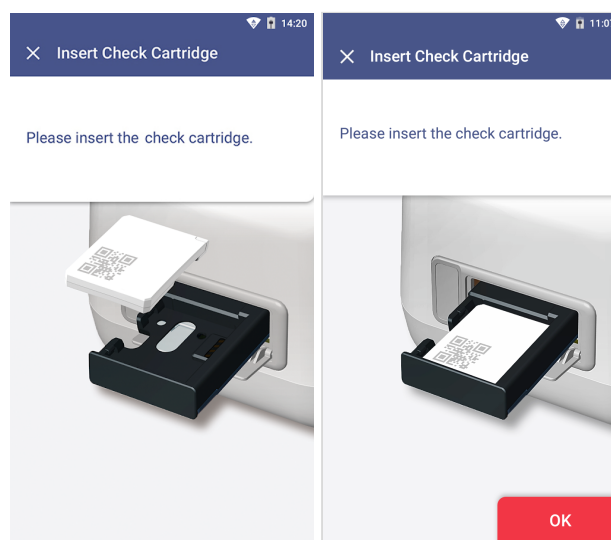 14:20
Insert Check Cartridge
Please insert the check cartridge.
11:07
Insert Check Cartridge
Please insert the check cartridge.
OK